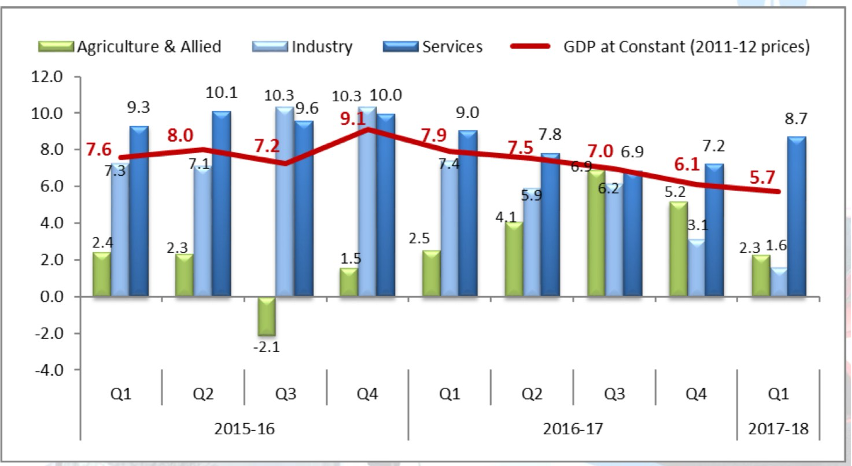 Agriculture & Allied Industry Services GDP at Constant (2011-12 prices)
12.0
10.0
8.0
6.0
4.0
2.0
0.0
-2.0
-4.0
7.6 8.0 7.2 9.1 7.9 7.5 7.0 6.1 5.7
2.4 7.3 9.3
2.3 7.1 10.1
-2.1 10.3 9.6
1.5 10.3 10.0
2.5 7.4 9.0
4.1 5.9 7.8
6.9 6.2 6.9
5.2 3.1 7.2
2.3 1.6 8.7
Q1 Q2 Q3 Q4 Q1 Q2 Q3 Q4 Q1
2015-16 2016-17 2017-18